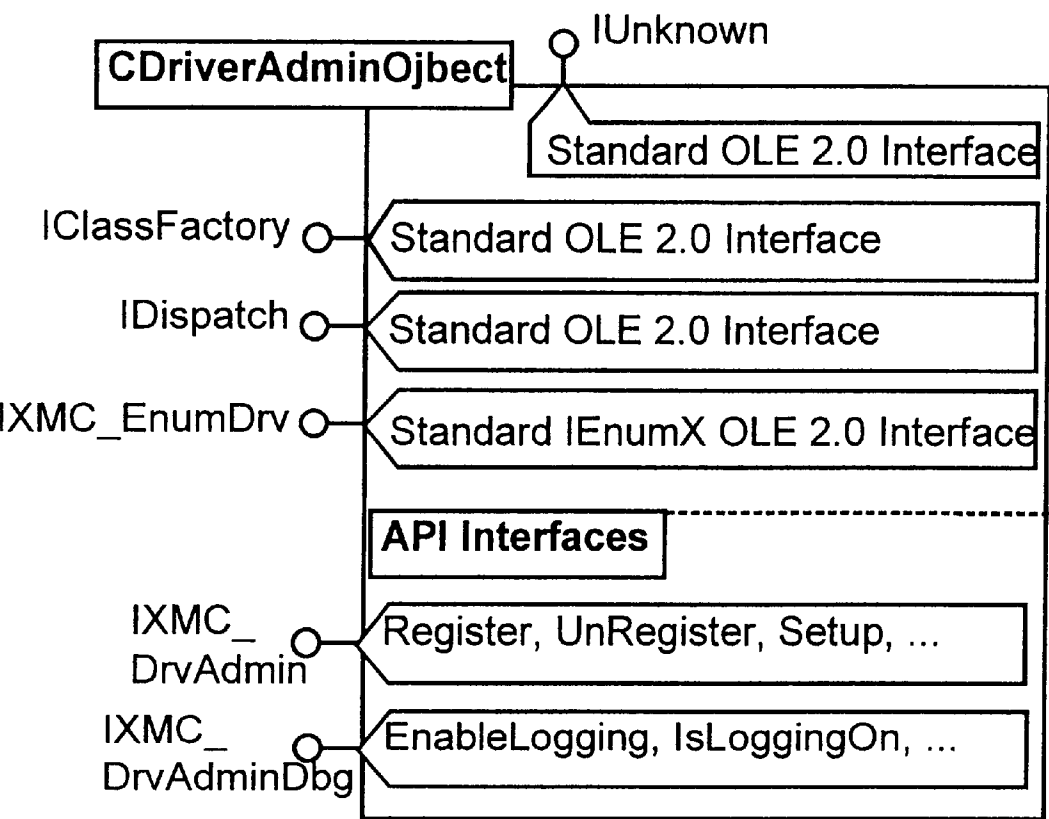 IUnknown
CDriverAdminOjbect
Standard OLE 2.0 Interface
IClassFactory
Standard OLE 2.0 Interface
IDispatch
Standard OLE 2.0 Interface
IXMC_EnumDrv
Standard IEnumX OLE 2.0 Interface
API Interfaces
IXMC_
DrvAdmin
Register, UnRegister, Setup, ...
IXMC_
DrvAdminDbg
EnableLogging, IsLoggingOn, ...